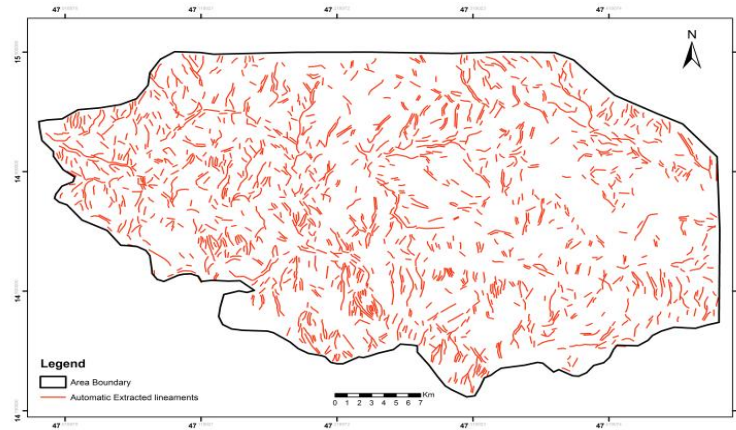 47 47 47 47 47
N
15
14
14
14
Legend
Area Boundary
Automatic Extracted lineaments
Km
0 1 2 3 4 5 6 7
47 47 47 47 47